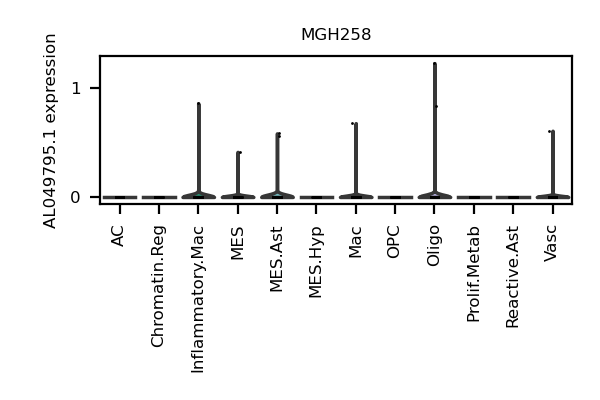 MGH258
AL049795.1 expression
1
0
AC
Chromatin.Reg
Inflammatory.Mac
MES
MES.Ast
MES.Hyp
Mac
OPC
Oligo
Prolif.Metab
Reactive.Ast
Vasc